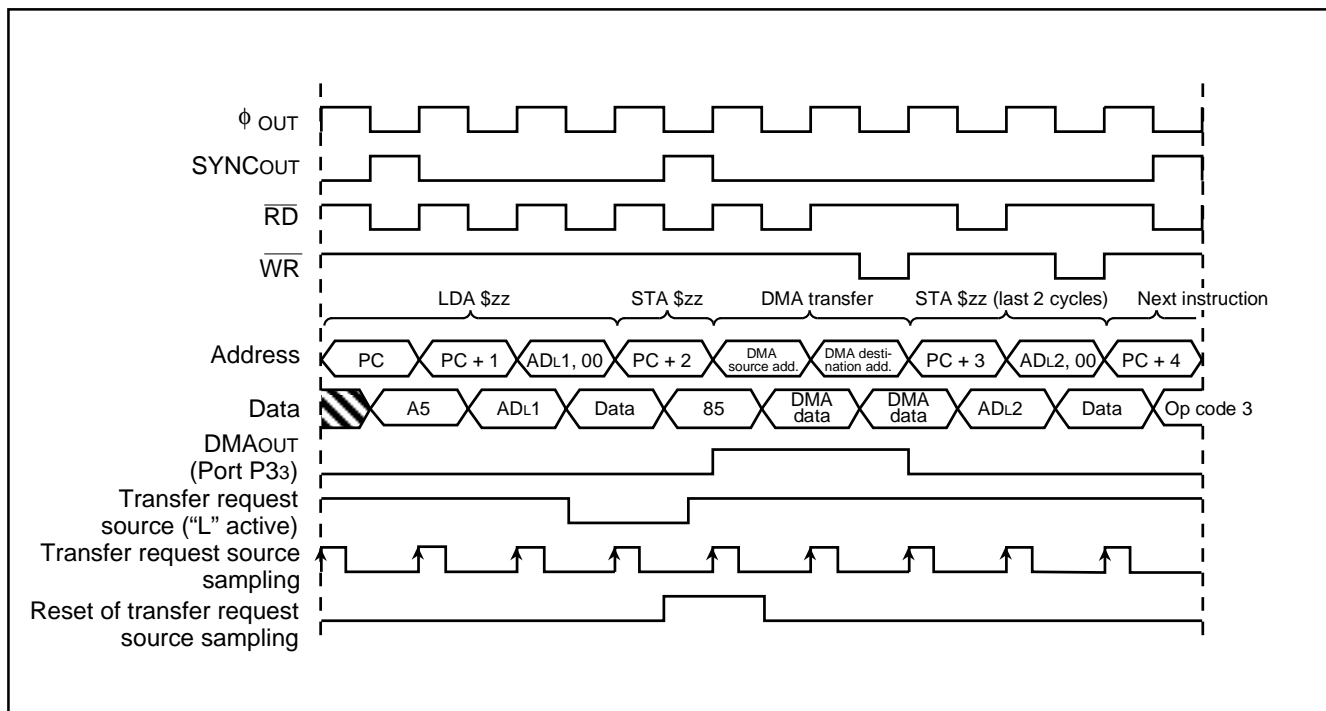 ϕ OUT
SYNCOUT
RD
WR
LDA $zz STA $zz DMA transfer STA $zz (last 2 cycles) Next instruction
Address PC PC + 1 ADL1, 00 PC + 2 DMA source add. DMA desti- nation add. PC + 3 ADL2, 00 PC + 4
Data A5 ADL1 Data 85 DMA data DMA data ADL2 Data Op code 3
DMAOUT
(Port P33)
Transfer request
source (“L” active)
Transfer request source
sampling
Reset of transfer request
source sampling